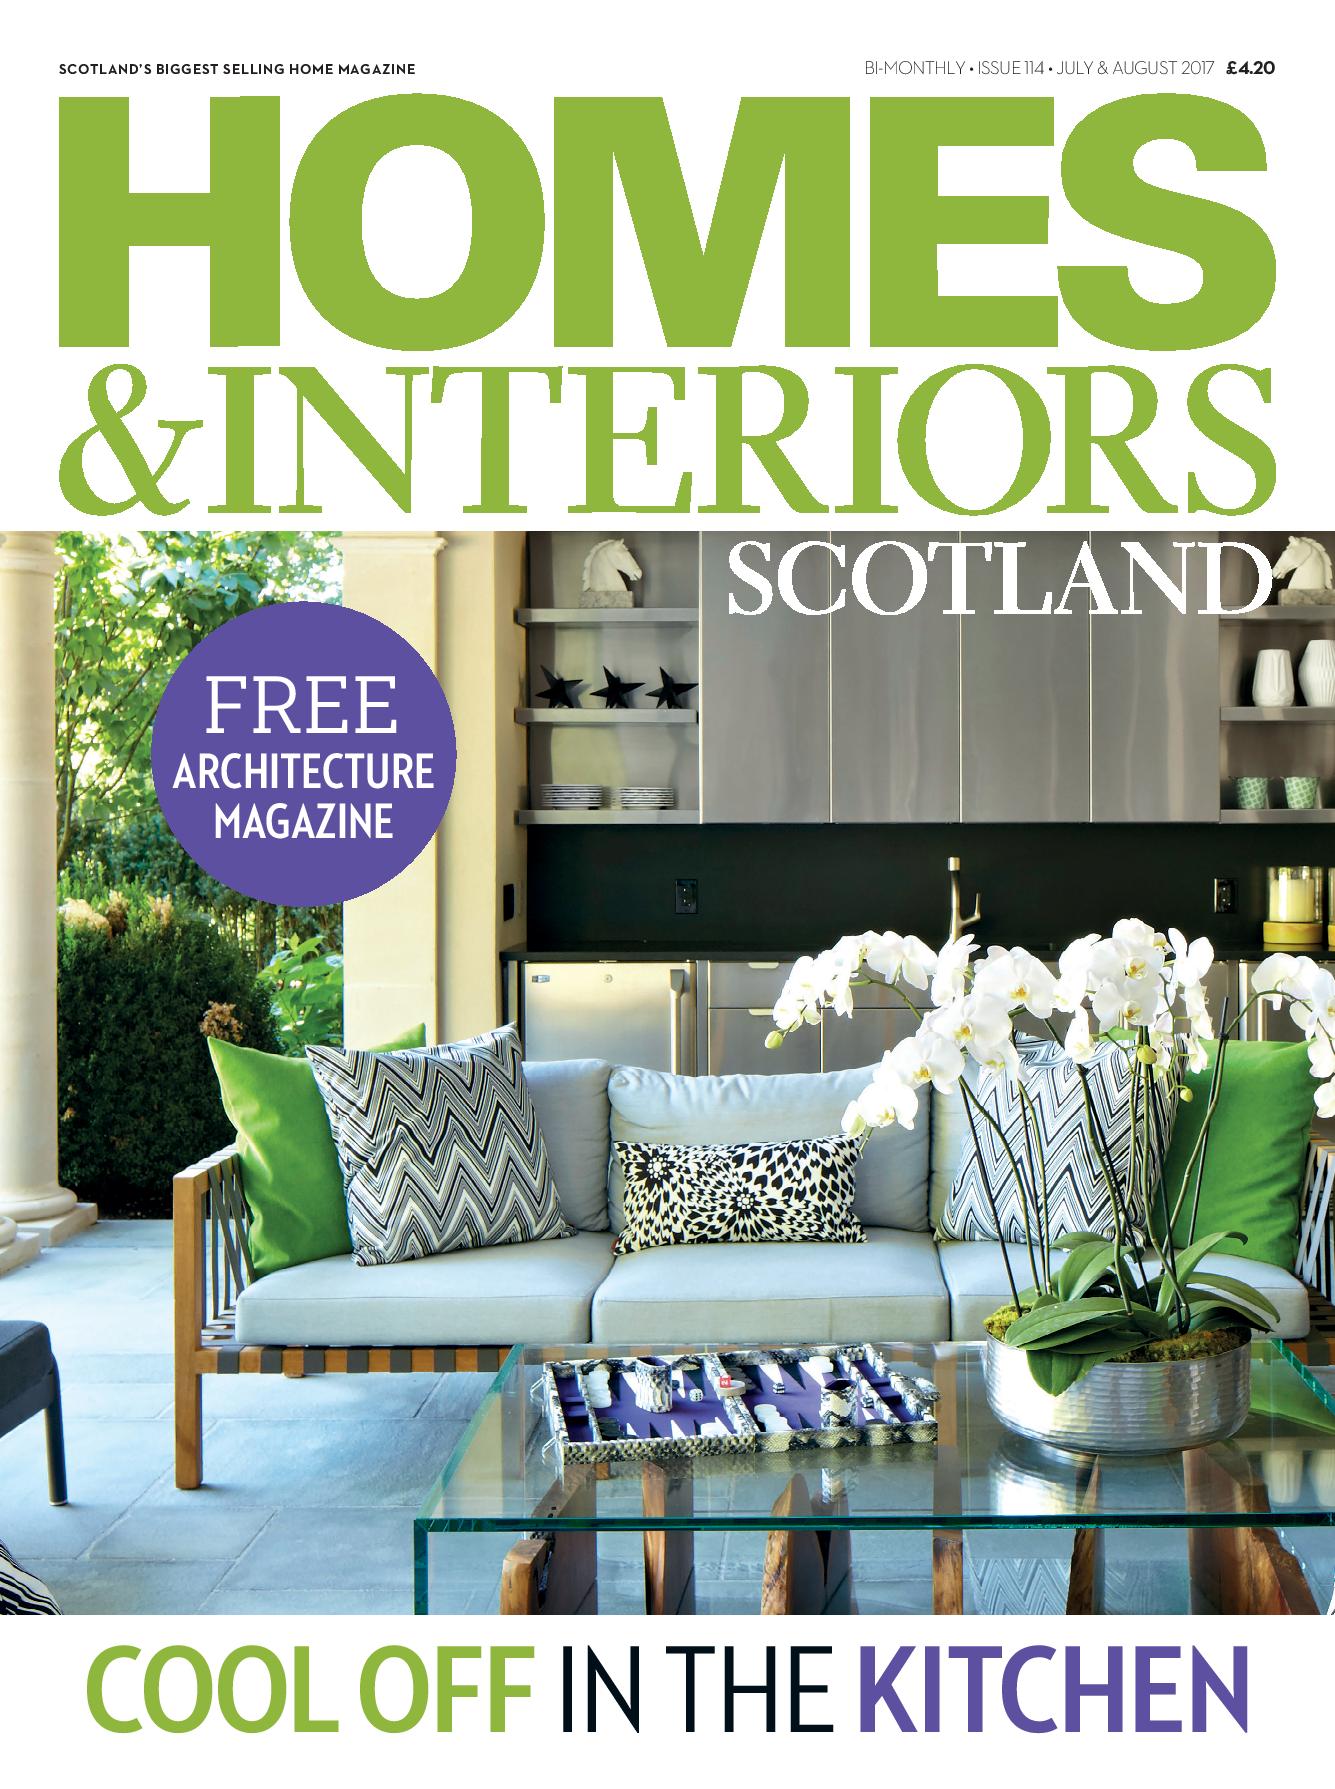 SCOTLAND'S BIGGEST SELLING HOME MAGAZINE
BI-MONTHLY • ISSUE 114 • JULY & AUGUST 2017 £4.20
HOMES
&INTERIORS
SCOTLAND
FREE
ARCHITECTURE
MAGAZINE
COOL OFF IN THE KITCHEN